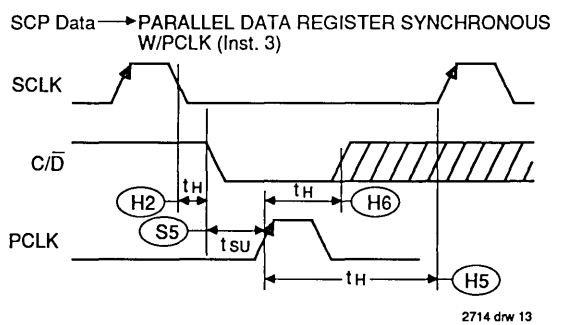 SCP Data → PARALLEL DATA REGISTER SYNCHRONOUS
W/PCLK (Inst. 3)
SCLK
C/D̅
H2 tH tH H6
S5 tSU
PCLK
tH H5
2714 drw 13